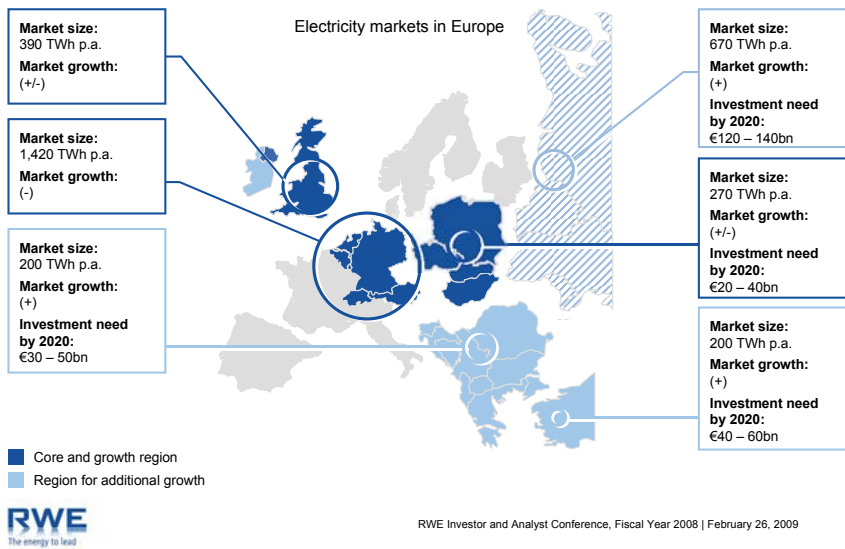 Electricity markets in Europe
Market size:
390 TWh p.a.
Market growth:
(+/-)
Market size:
1,420 TWh p.a.
Market growth:
(-)
Market size:
200 TWh p.a.
Market growth:
(+)
Investment need
by 2020:
€30 – 50bn
Market size:
670 TWh p.a.
Market growth:
(+)
Investment need
by 2020:
€120 – 140bn
Market size:
270 TWh p.a.
Market growth:
(+/-)
Investment need
by 2020:
€20 – 40bn
Market size:
200 TWh p.a.
Market growth:
(+)
Investment need
by 2020:
€40 – 60bn
Core and growth region
Region for additional growth
RWE
The energy to lead
RWE Investor and Analyst Conference, Fiscal Year 2008 | February 26, 2009